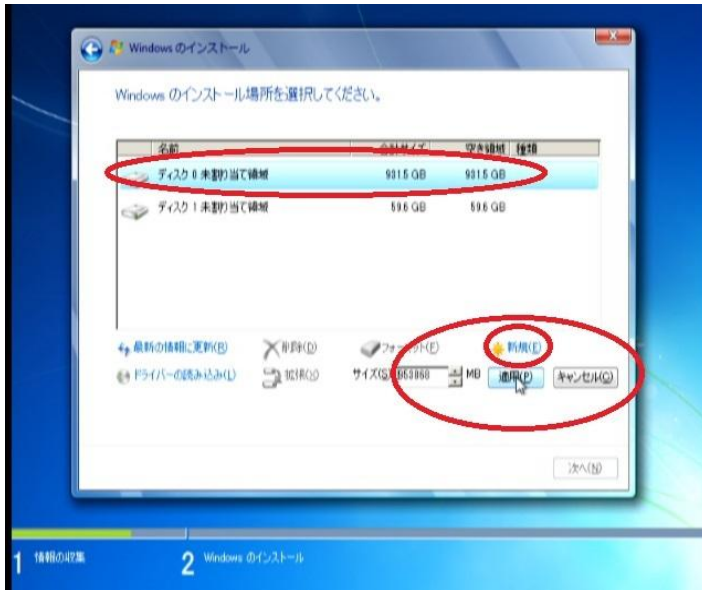 Windows のインストール
Windows のインストール場所を選択してください。
名前 合計サイズ 空き領域 種類
ディスク 0 未割り当て領域 931.5 GB 931.5 GB
ディスク 1 未割り当て領域 59.6 GB 59.6 GB
最新の情報に更新(R) 削除(D) フォーマット(F) 新規(E)
ドライバーの読み込み(L) 拡張(X) サイズ(S) 953868 MB 適用(P) キャンセル(C)
次へ(N)
1 情報の収集 2 Windows のインストール